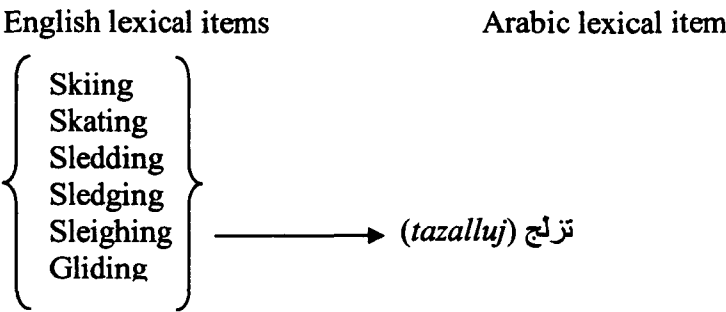 English lexical items Arabic lexical item
Skiing
Skating
Sledding
Sledging
Sleighing (tazalluj) تزلج
Gliding